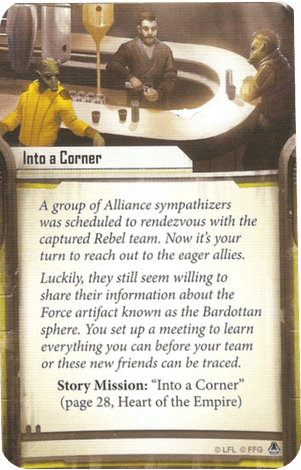 Into a Corner
A group of Alliance sympathizers
was scheduled to rendezvous with the
captured Rebel team. Now it's your
turn to reach out to the eager allies.
Luckily, they still seem willing to
share their information about the
Force artifact known as the Bardottan
sphere. You set up a meeting to learn
everything you can before your team
or these new friends can be traced.
Story Mission: “Into a Corner”
(page 28, Heart of the Empire)
© LFL © FFG